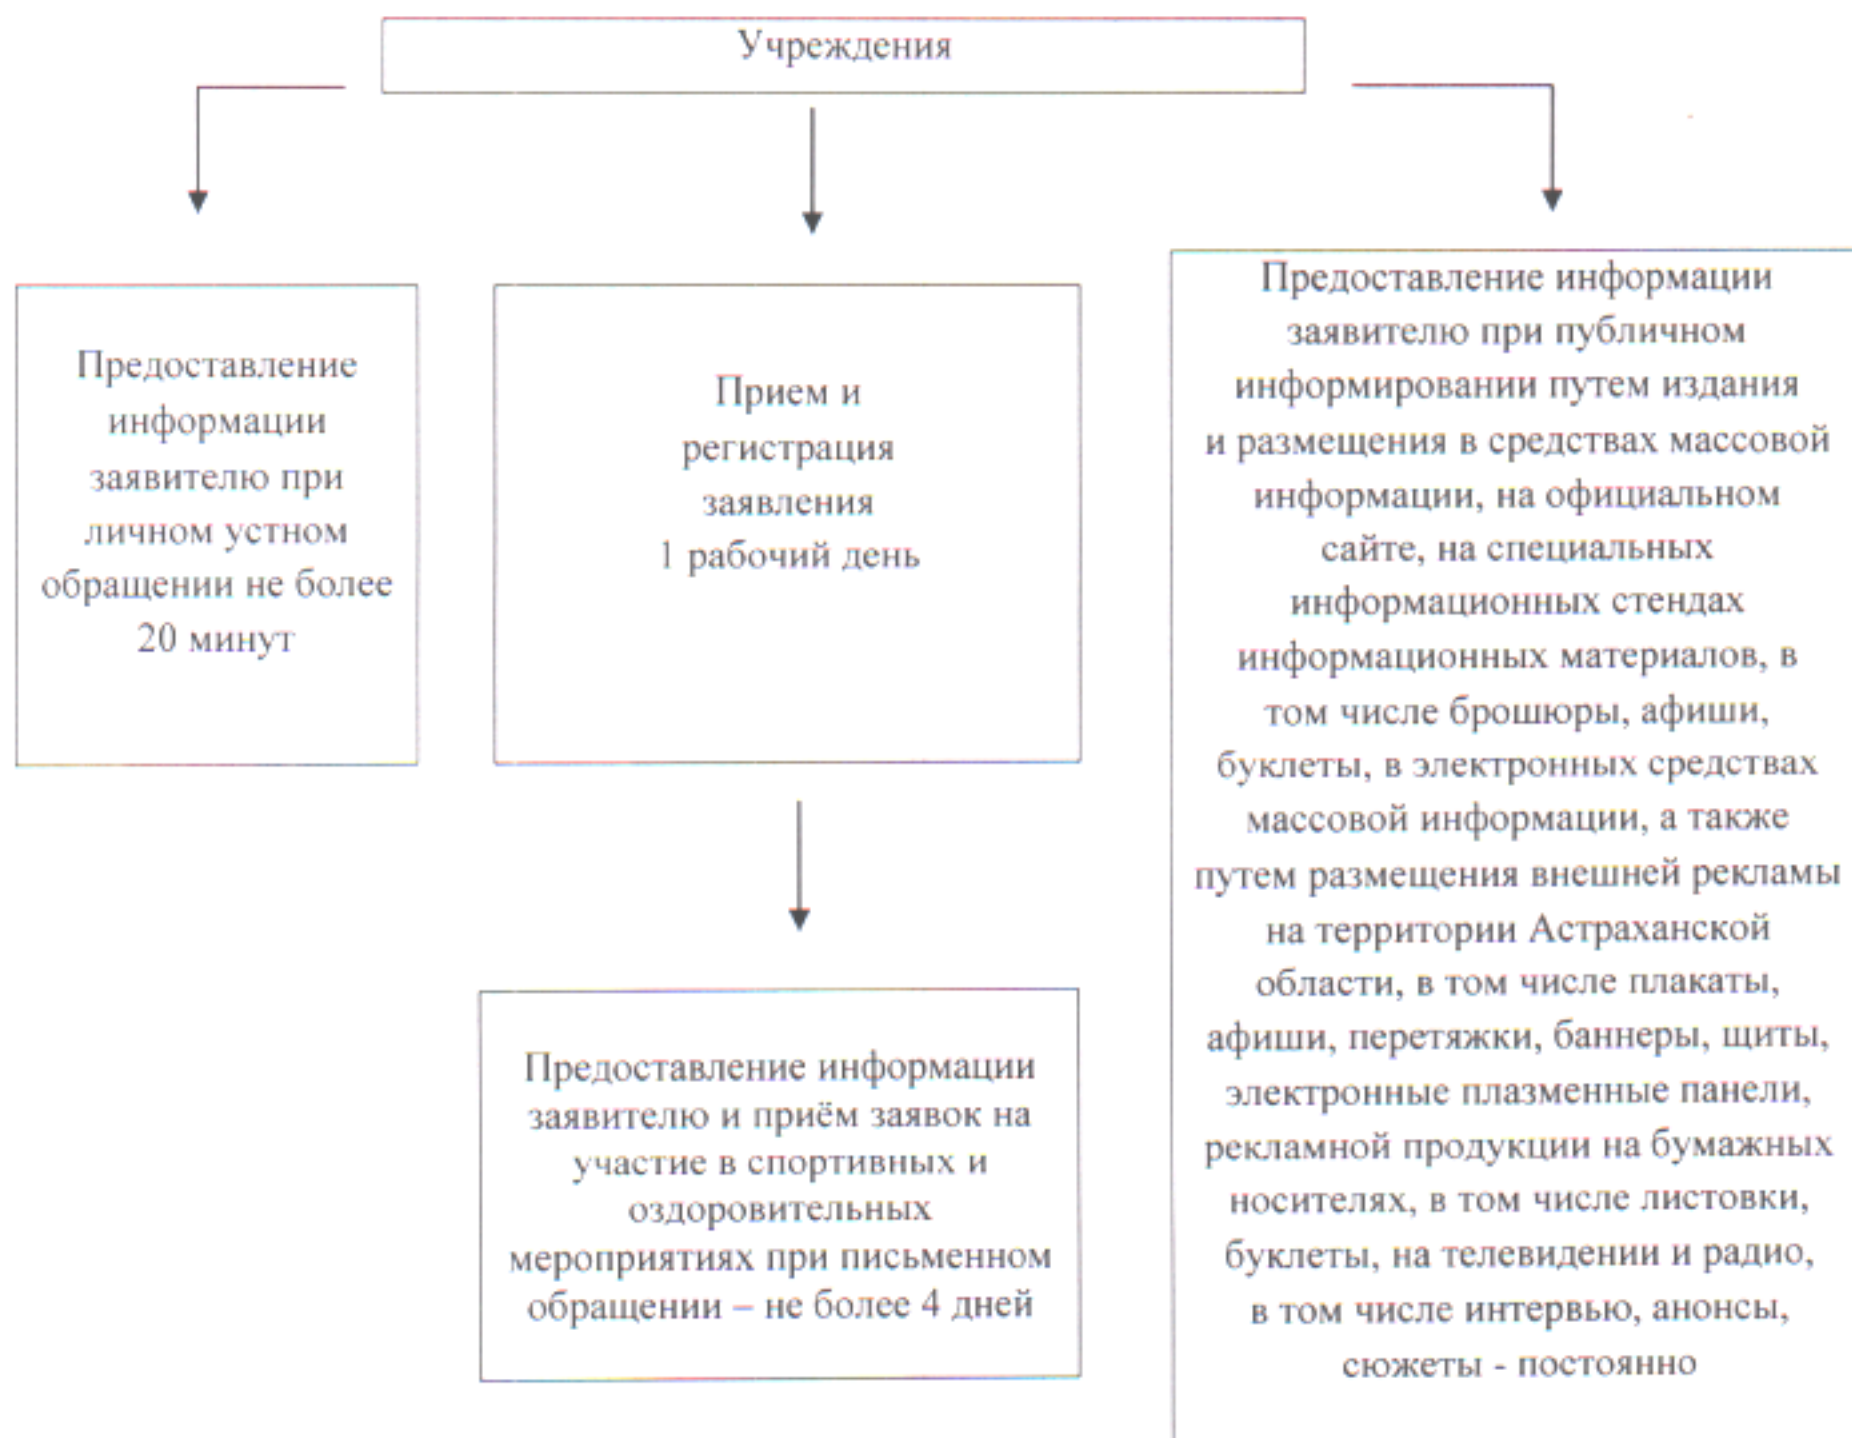 Учреждения
Предоставление
информации
заявителю при
личном устном
обращении не более
20 минут
Прием и
регистрация
заявления
1 рабочий день
Предоставление информации
заявителю и приём заявок на
участие в спортивных и
оздоровительных
мероприятиях при письменном
обращении – не более 4 дней
Предоставление информации
заявителю при публичном
информировании путем издания
и размещения в средствах массовой
информации, на официальном
сайте, на специальных
информационных стендах
информационных материалов, в
том числе брошюры, афиши,
буклеты, в электронных средствах
массовой информации, а также
путем размещения внешней рекламы
на территории Астраханской
области, в том числе плакаты,
афиши, перетяжки, баннеры, щиты,
электронные плазменные панели,
рекламной продукции на бумажных
носителях, в том числе листовки,
буклеты, на телевидении и радио,
в том числе интервью, анонсы,
сюжеты - постоянно